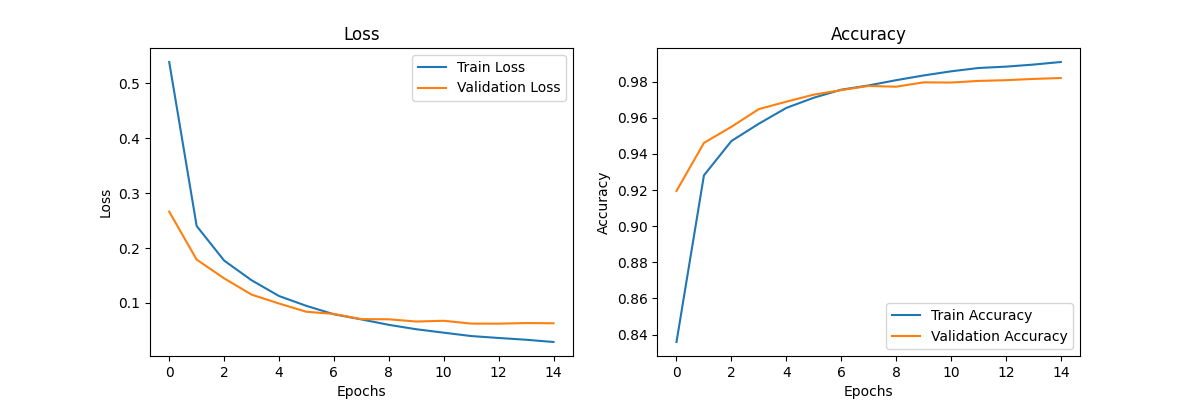 Loss
Train Loss
Validation Loss
0.5
0.4
0.3
0.2
0.1
Loss
0 2 4 6 8 10 12 14
Epochs
Accuracy
0.98
0.96
0.94
0.92
0.90
0.88
0.86
0.84
Accuracy
Train Accuracy
Validation Accuracy
0 2 4 6 8 10 12 14
Epochs